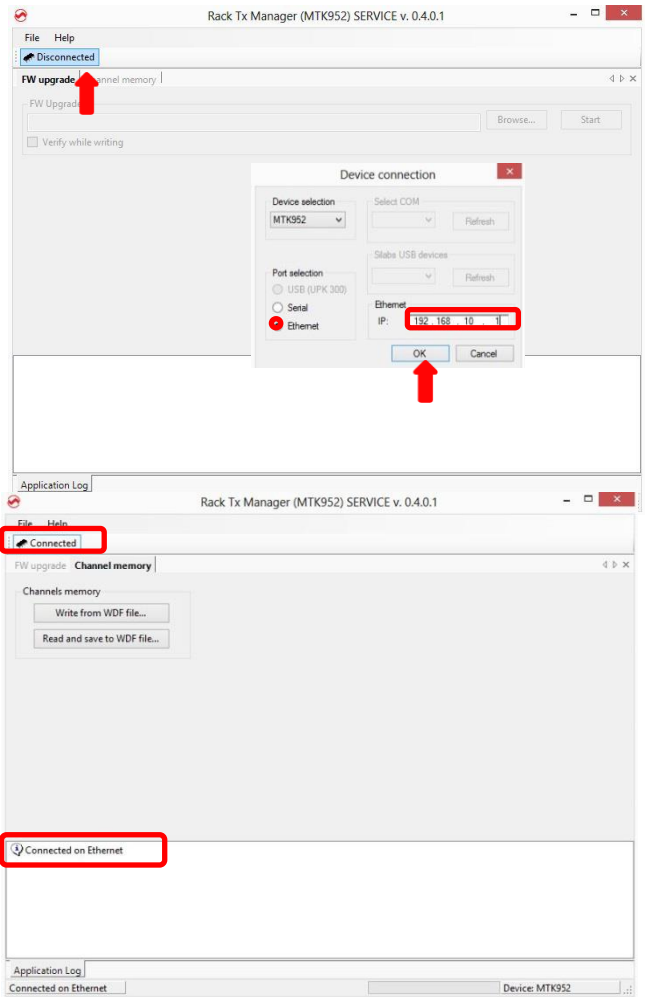 Rack Tx Manager (MTK952) SERVICE v. 0.4.0.1
File Help
Disconnected
FW upgrade annel memory
FW Upgrade
Browse... Start
Verify while writing
Device connection
Device selection Select COM
MTK952 Refresh
Silabs USB devices
Refresh
Port selection
USB (UPK 300)
Serial Ethernet
Ethernet IP: 192 . 168 . 10 . 1
OK Cancel
Application Log
Rack Tx Manager (MTK952) SERVICE v. 0.4.0.1
File Help
Connected
FW upgrade Channel memory
Channels memory
Write from WDF file...
Read and save to WDF file...
Connected on Ethernet
Application Log
Connected on Ethernet Device: MTK952